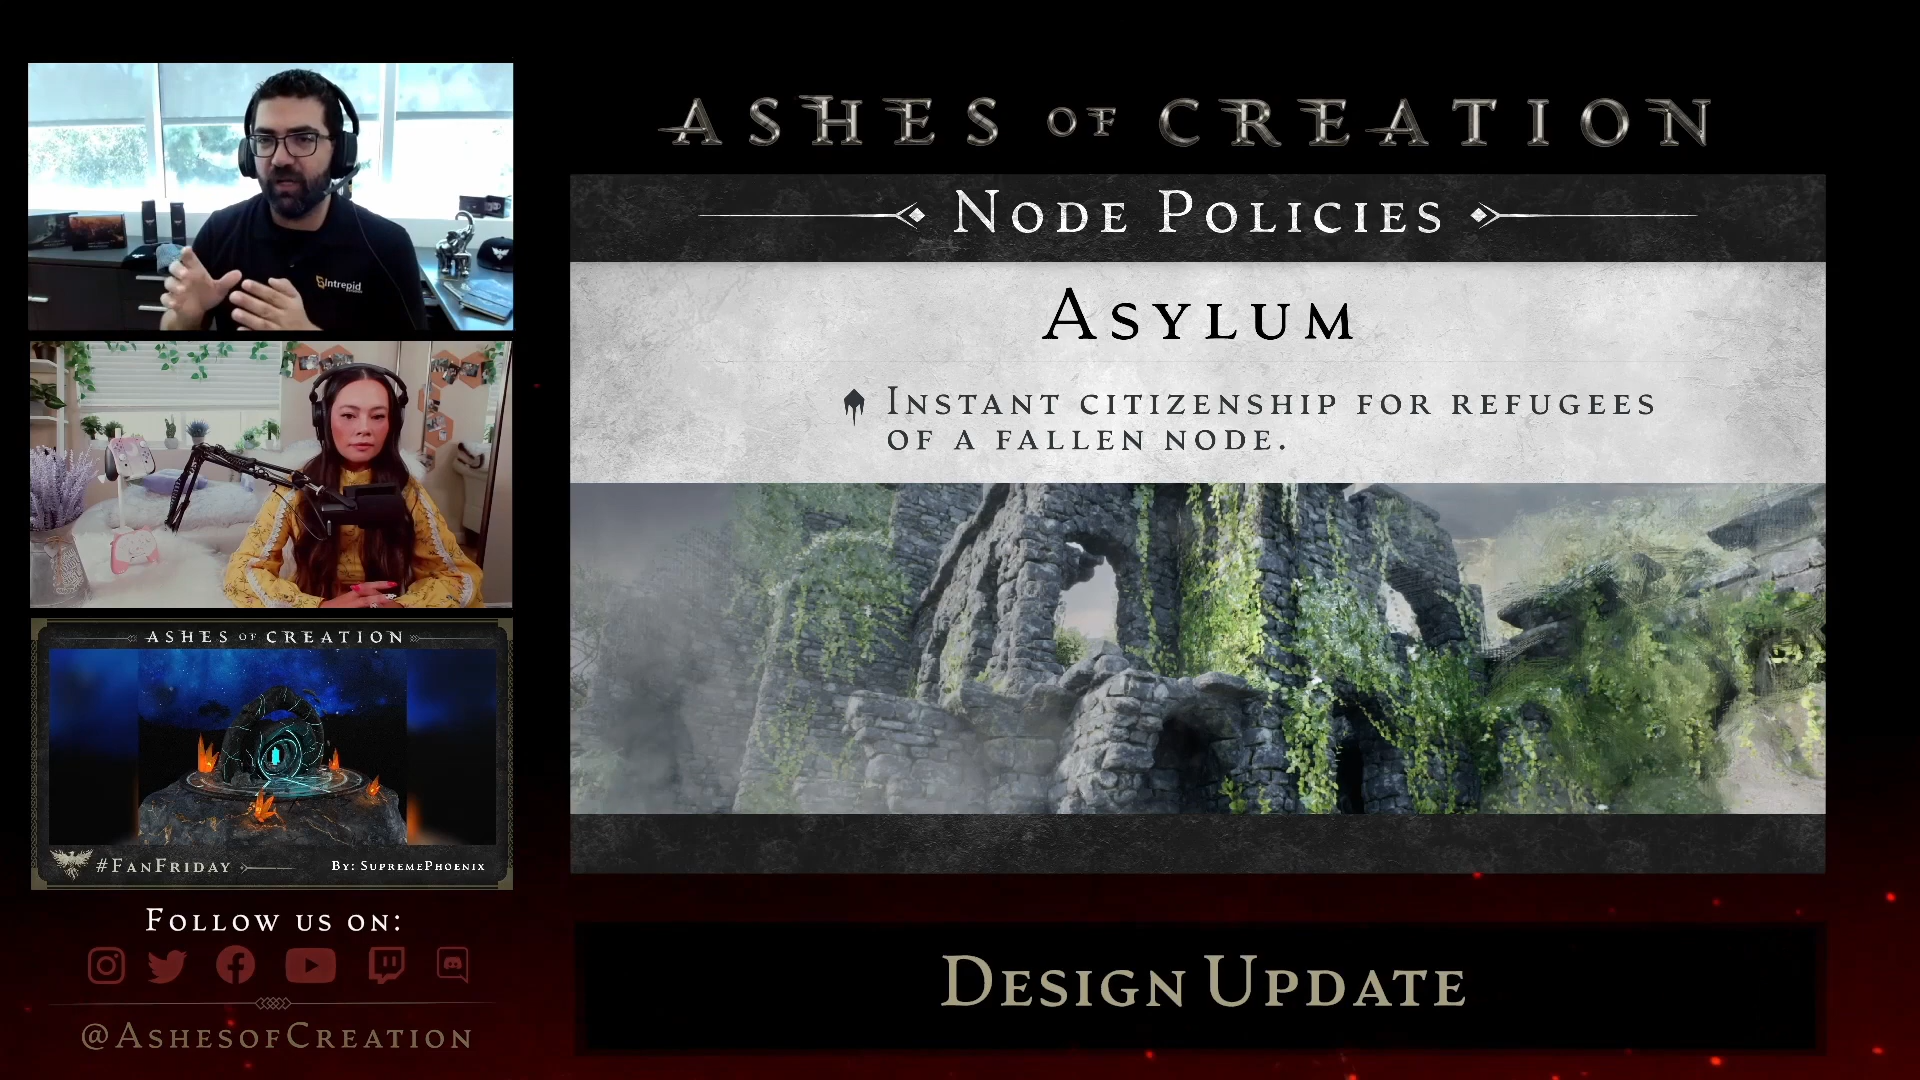 ASHES OF CREATION
NODE POLICIES
ASYLUM
INSTANT CITIZENSHIP FOR REFUGEES
OF A FALLEN NODE.
DESIGN UPDATE
Intrepid
ASHES OF CREATION
#FANFRIDAY
BY: SUPREMEPHOENIX
FOLLOW US ON:
@ASHESOFCREATION